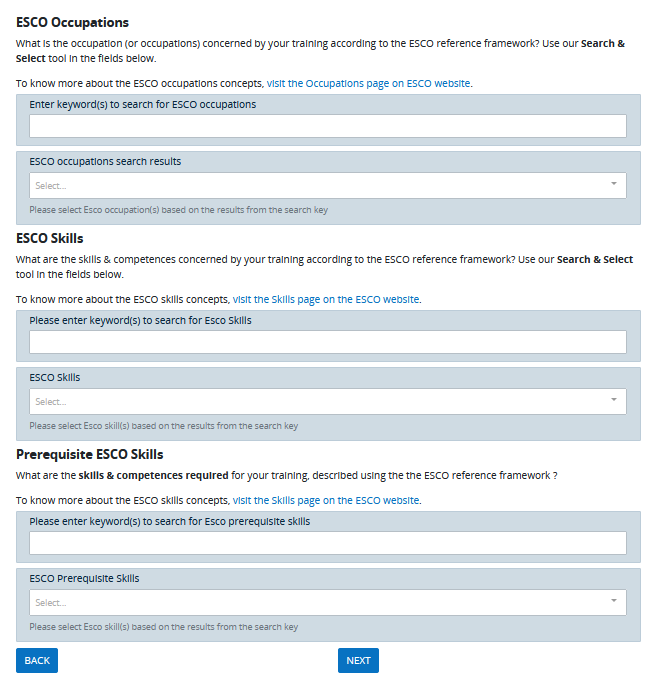 ESCO Occupations
What is the occupation (or occupations) concerned by your training according to the ESCO reference framework? Use our Search &
Select tool in the fields below.
To know more about the ESCO occupations concepts, visit the Occupations page on ESCO website.
Enter keyword(s) to search for ESCO occupations
ESCO occupations search results
Select...
Please select Esco occupation(s) based on the results from the search key
ESCO Skills
What are the skills & competences concerned by your training according to the ESCO reference framework? Use our Search & Select
tool in the fields below.
To know more about the ESCO skills concepts, visit the Skills page on the ESCO website.
Please enter keyword(s) to search for Esco Skills
ESCO Skills
Select...
Please select Esco skill(s) based on the results from the search key
Prerequisite ESCO Skills
What are the skills & competences required for your training, described using the the ESCO reference framework ?
To know more about the ESCO skills concepts, visit the Skills page on the ESCO website.
Please enter keyword(s) to search for Esco prerequisite skills
ESCO Prerequisite Skills
Select...
Please select Esco skill(s) based on the results from the search key
BACK NEXT